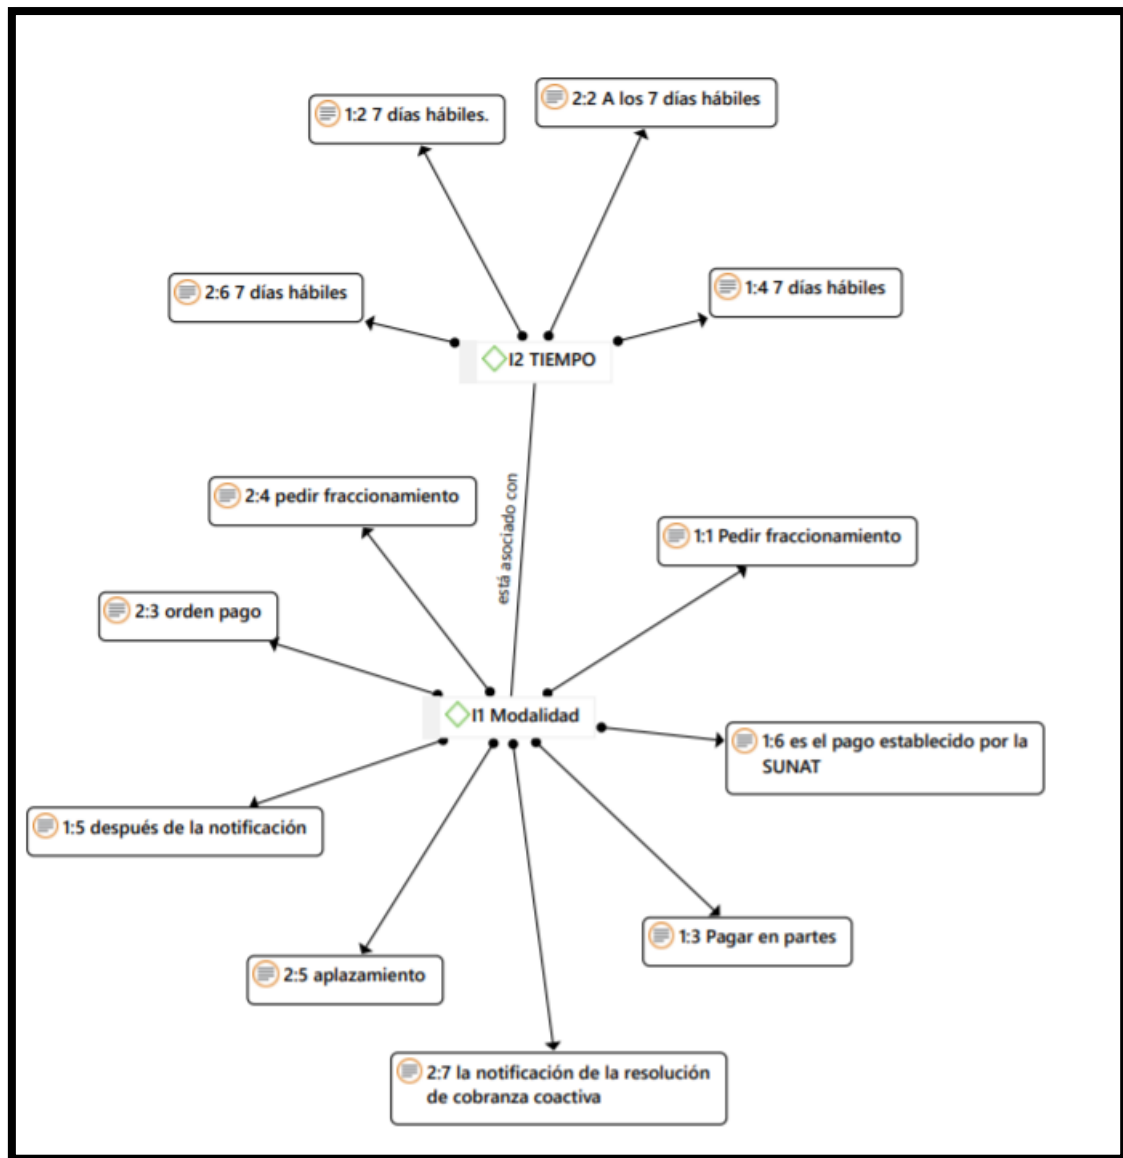 2:2 A los 7 días hábiles
1:2 7 días hábiles.
2:6 7 días hábiles
1:4 7 días hábiles
I2 TIEMPO
está asociado con
2:4 pedir fraccionamiento
1:1 Pedir fraccionamiento
2:3 orden pago
I1 Modalidad
1:6 es el pago establecido por la
SUNAT
1:5 después de la notificación
1:3 Pagar en partes
2:5 aplazamiento
2:7 la notificación de la resolución
de cobranza coactiva